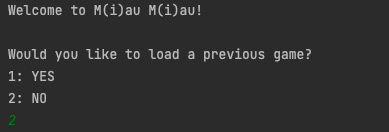 Welcome to M(i)au M(i)au!
Would you like to load a previous game?
1: YES
2: NO
2